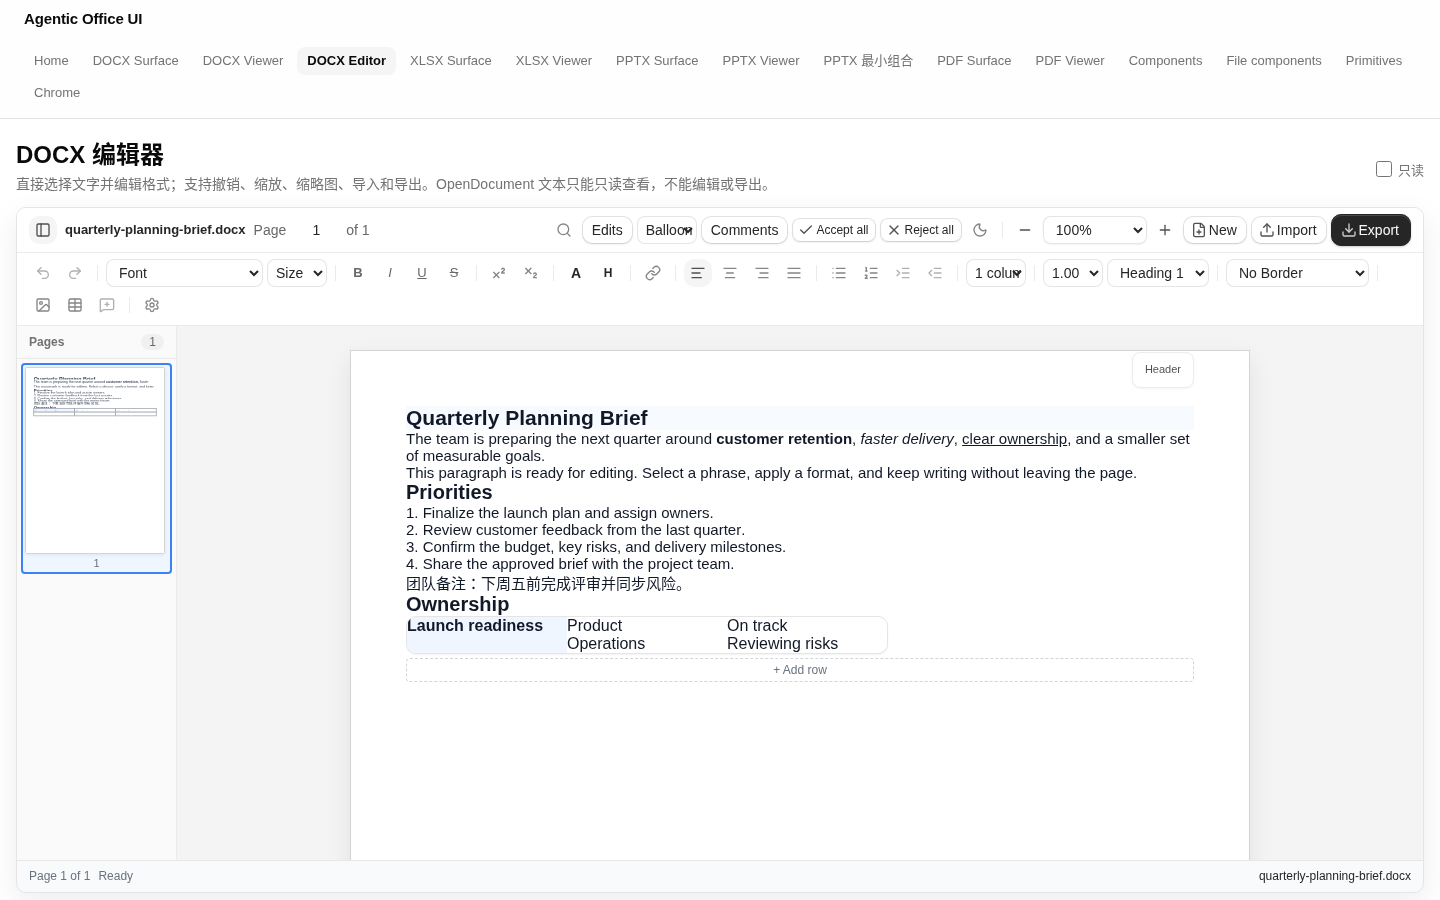 Agentic Office UI
Home DOCX Surface DOCX Viewer DOCX Editor XLSX Surface XLSX Viewer PPTX Surface PPTX Viewer PPTX 最小组合 PDF Surface PDF Viewer Components File components Primitives
Chrome
DOCX 编辑器
直接选择文字并编辑格式；支持撤销、缩放、缩略图、导入和导出。OpenDocument 文本只能只读查看，不能编辑或导出。
只读
quarterly-planning-brief.docx Page 1 of 1 Edits Balloon Comments Accept all Reject all 100% New Import Export
Font Size B I U S A H 1 colum 1.00 Heading 1 No Border
Pages 1
Header
Quarterly Planning Brief
The team is preparing the next quarter around customer retention, faster delivery, clear ownership, and a smaller set
of measurable goals.
This paragraph is ready for editing. Select a phrase, apply a format, and keep writing without leaving the page.
Priorities
1. Finalize the launch plan and assign owners.
2. Review customer feedback from the last quarter.
3. Confirm the budget, key risks, and delivery milestones.
4. Share the approved brief with the project team.
团队备注：下周五前完成评审并同步风险。
Ownership
Launch readiness Product On track
Operations Reviewing risks
+ Add row
1
Page 1 of 1 Ready
quarterly-planning-brief.docx